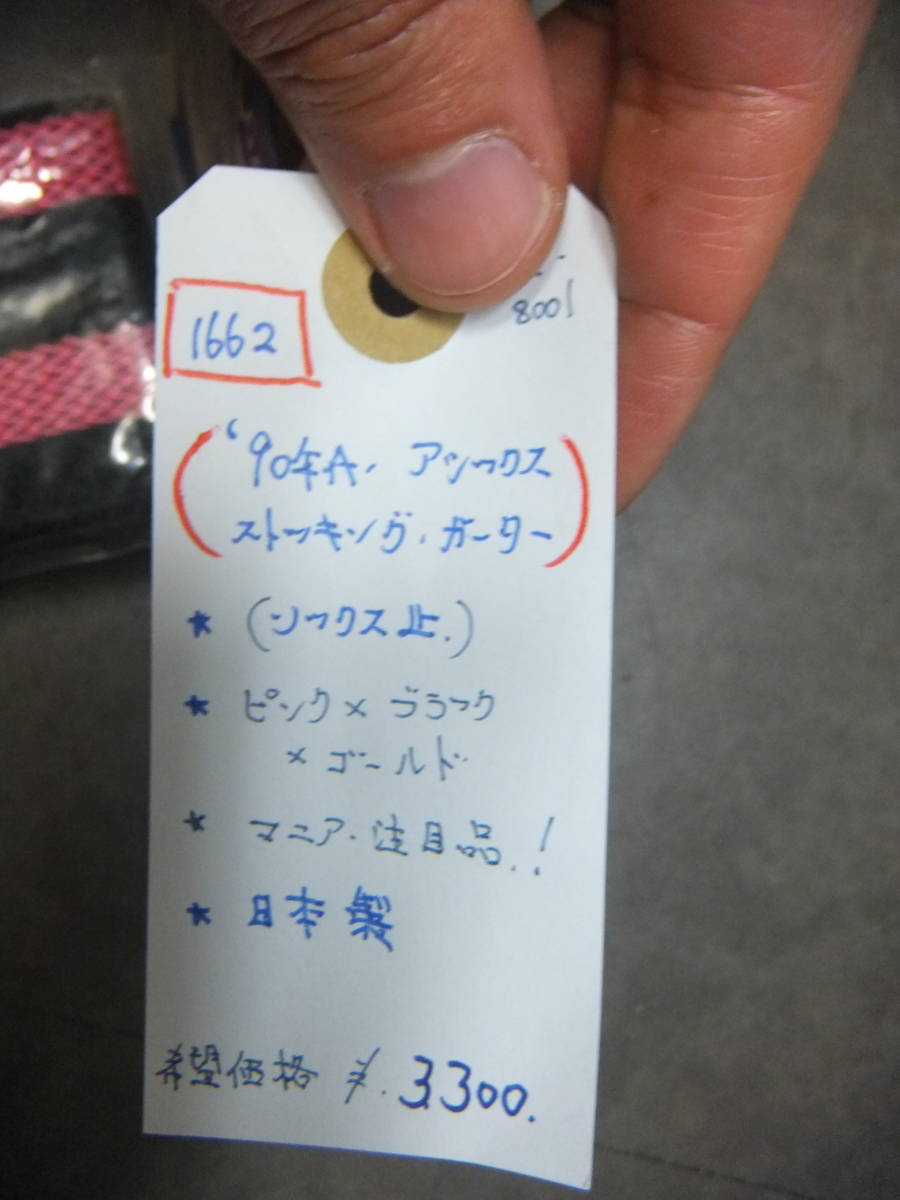 8001
1662
'90年代. アシックス
ストッキング.ガーター
★ (ソックス止.)
★ ピンク×ブラック
×ゴールド
★ マニア.注目品.!
★ 日本製
希望価格 ¥.3300.